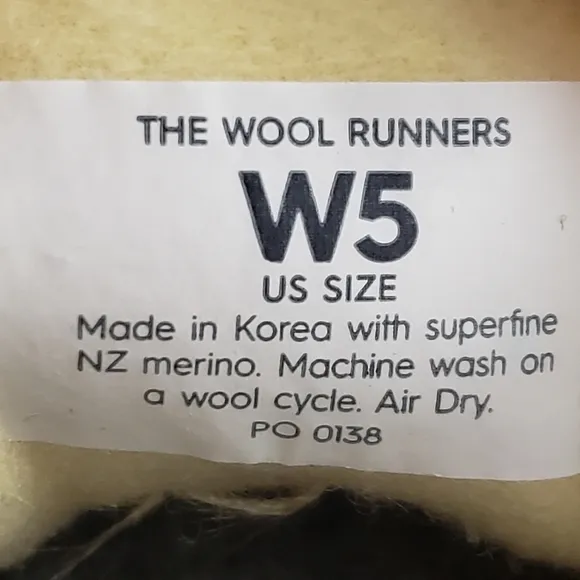 THE WOOL RUNNERS
W5
US SIZE
Made in Korea with superfine
NZ merino. Machine wash on
a wool cycle. Air Dry.
PO 0138